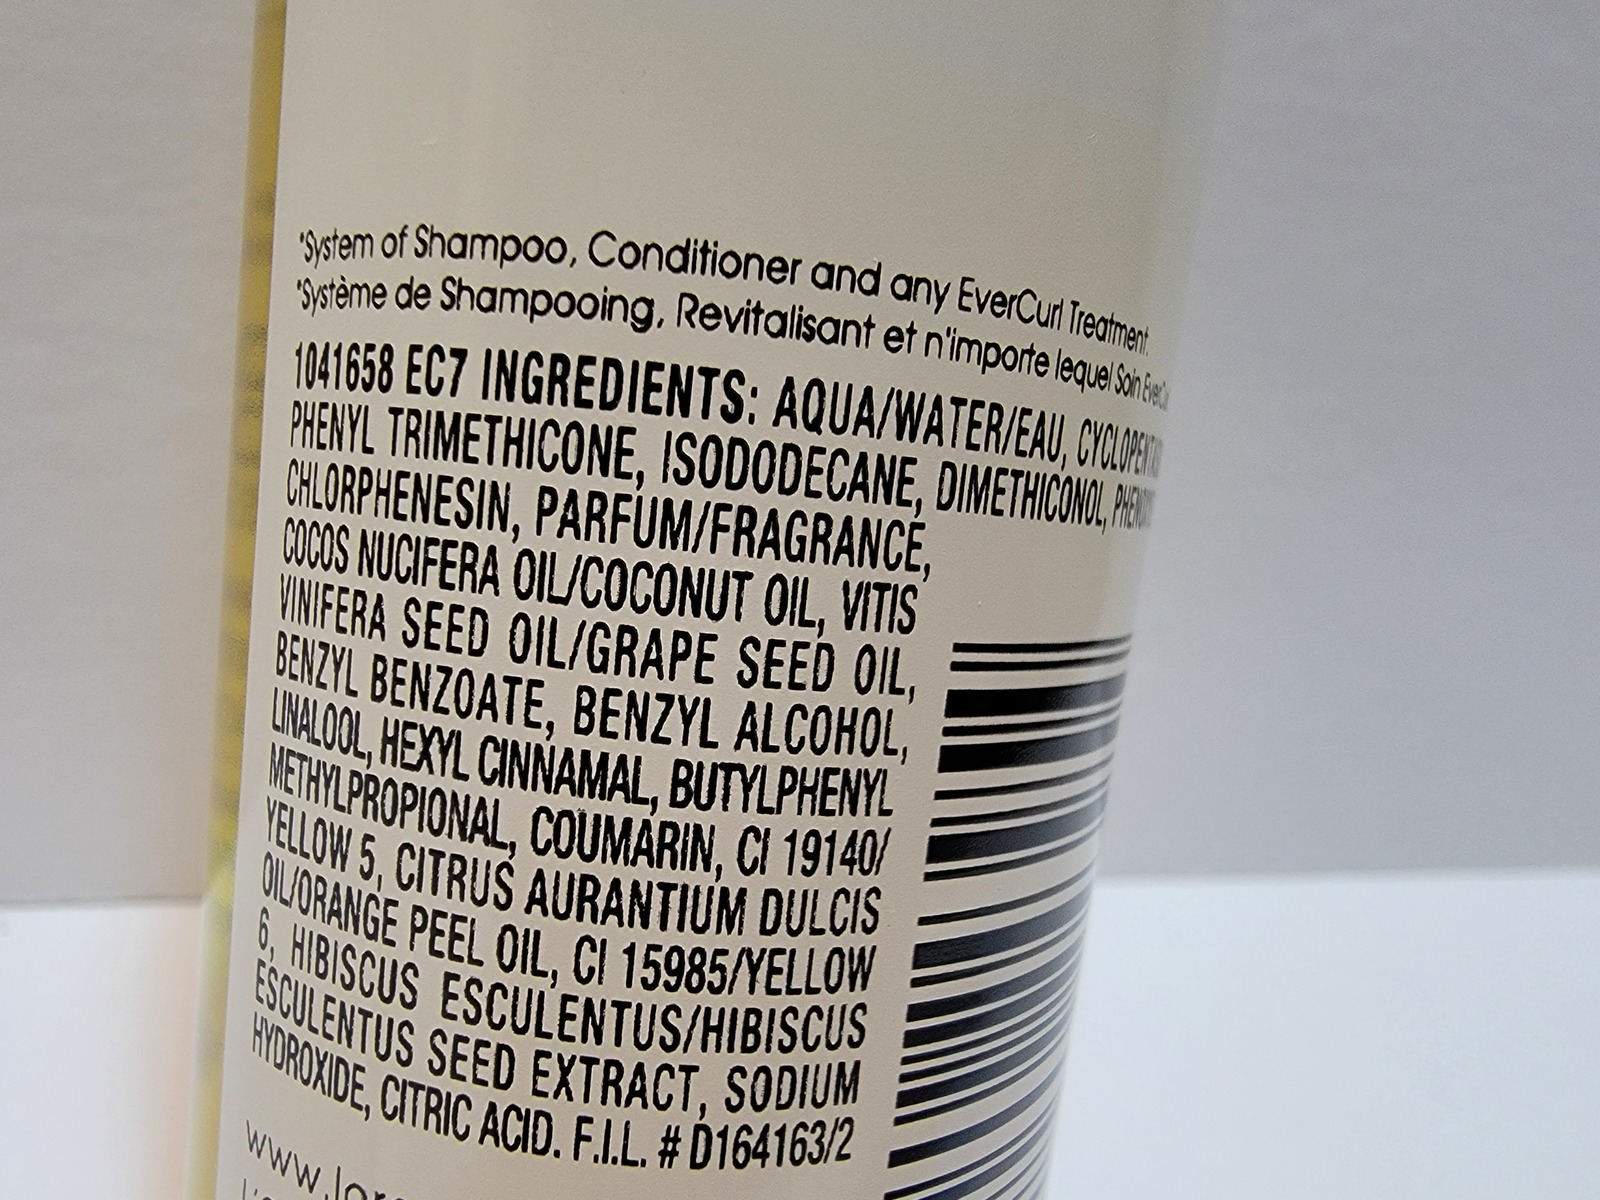 *System of Shampoo, Conditioner and any EverCurl Treatment.
*Système de Shampooing, Revitalisant et n'importe lequel Soin
1041658 EC7 INGREDIENTS: AQUA/WATER/EAU,
PHENYL TRIMETHICONE, ISODODECANE, DIMETHICONOL,
CHLORPHENESIN, PARFUM/FRAGRANCE,
COCOS NUCIFERA OIL/COCONUT OIL, VITIS
VINIFERA SEED OIL/GRAPE SEED OIL,
BENZYL BENZOATE, BENZYL ALCOHOL,
LINALOOL, HEXYL CINNAMAL, BUTYLPHENYL
METHYLPROPIONAL, COUMARIN, CI 19140/
YELLOW 5, CITRUS AURANTIUM DULCIS
OIL/ORANGE PEEL OIL, CI 15985/YELLOW
6, HIBISCUS ESCULENTUS/HIBISCUS
ESCULENTUS SEED EXTRACT, SODIUM
HYDROXIDE, CITRIC ACID. F.I.L. # D164163/2